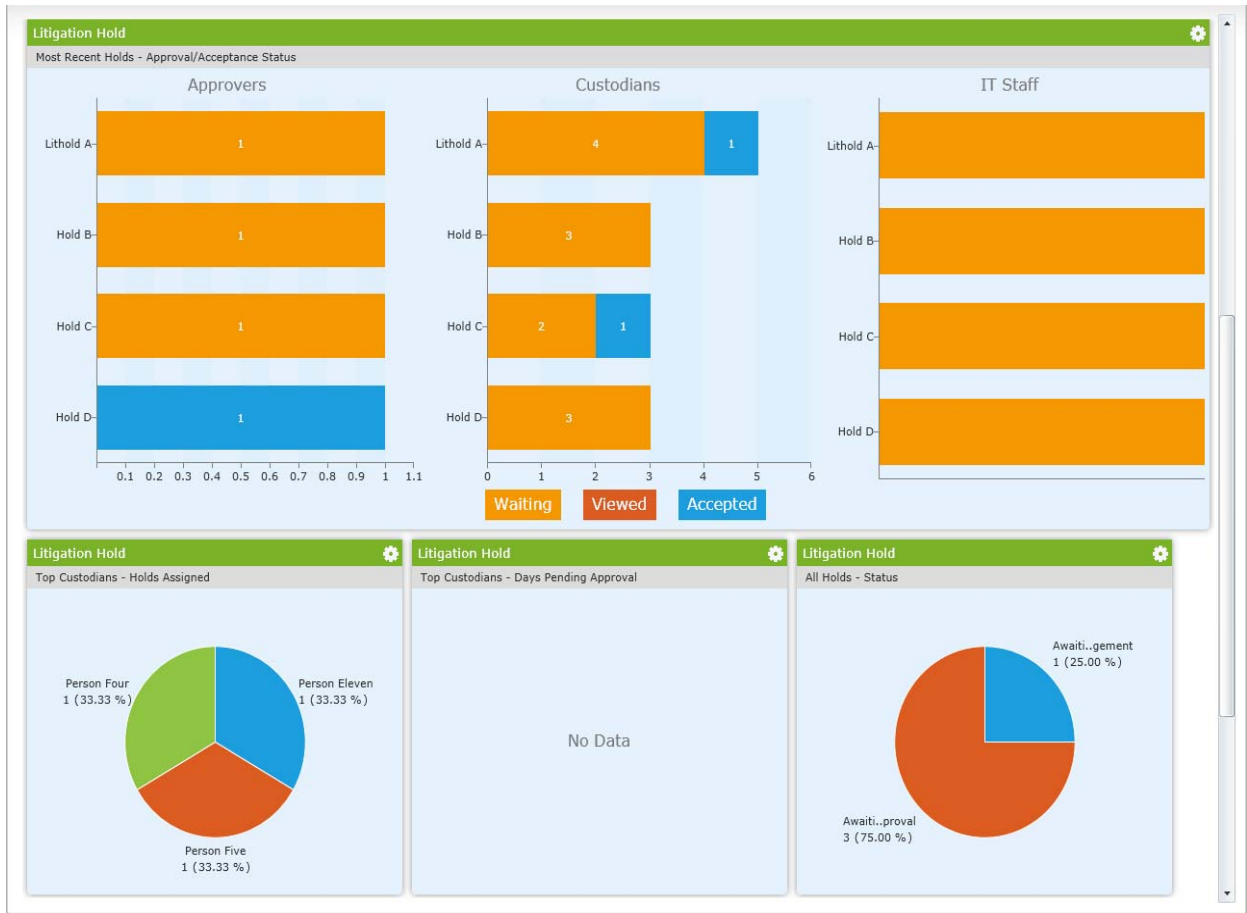 Litigation Hold
Most Recent Holds - Approval/Acceptance Status
Approvers
Lithold A
1
Hold B
1
Hold C
1
Hold D
1
0.1 0.2 0.3 0.4 0.5 0.6 0.7 0.8 0.9 1 1.1
Custodians
Lithold A
4 1
Hold B
3
Hold C
2 1
Hold D
3
0 1 2 3 4 5 6
IT Staff
Lithold A
Hold B
Hold C
Hold D
Waiting Viewed Accepted
Litigation Hold
Top Custodians - Holds Assigned
Person Four
1 (33.33 %)
Person Eleven
1 (33.33 %)
Person Five
1 (33.33 %)
Litigation Hold
Top Custodians - Days Pending Approval
No Data
Litigation Hold
All Holds - Status
Awaiti..gement
1 (25.00 %)
Awaiti..proval
3 (75.00 %)